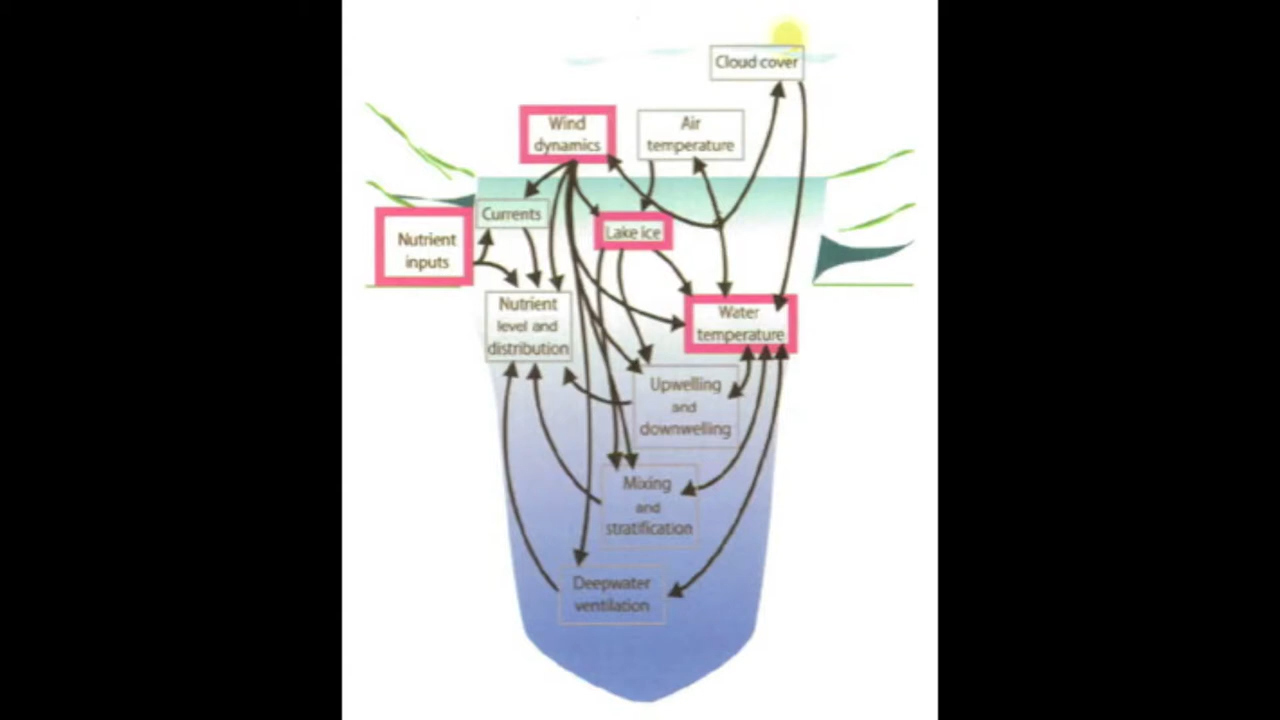 Cloud cover
Wind
dynamics
Air
temperature
Currents
Lake ice
Nutrient
inputs
Nutrient
level and
distribution
Water
temperature
Upwelling
and
downwelling
Mixing
and
stratification
Deepwater
ventilation